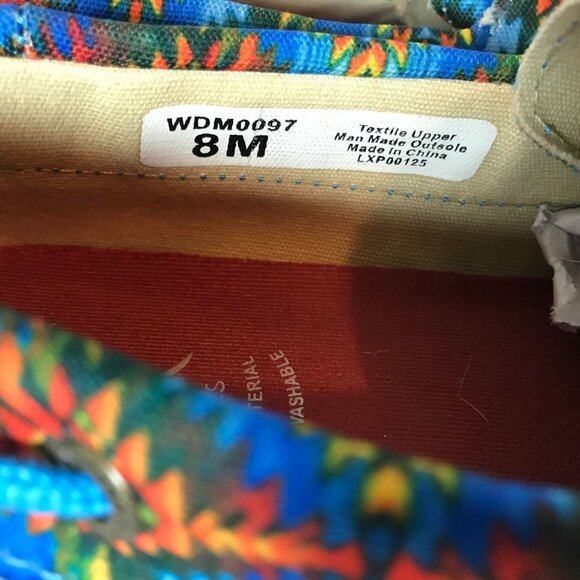 WDM0097
8M
Textile Upper
Man Made Outsole
Made in China
LXP00125
WASHABLE